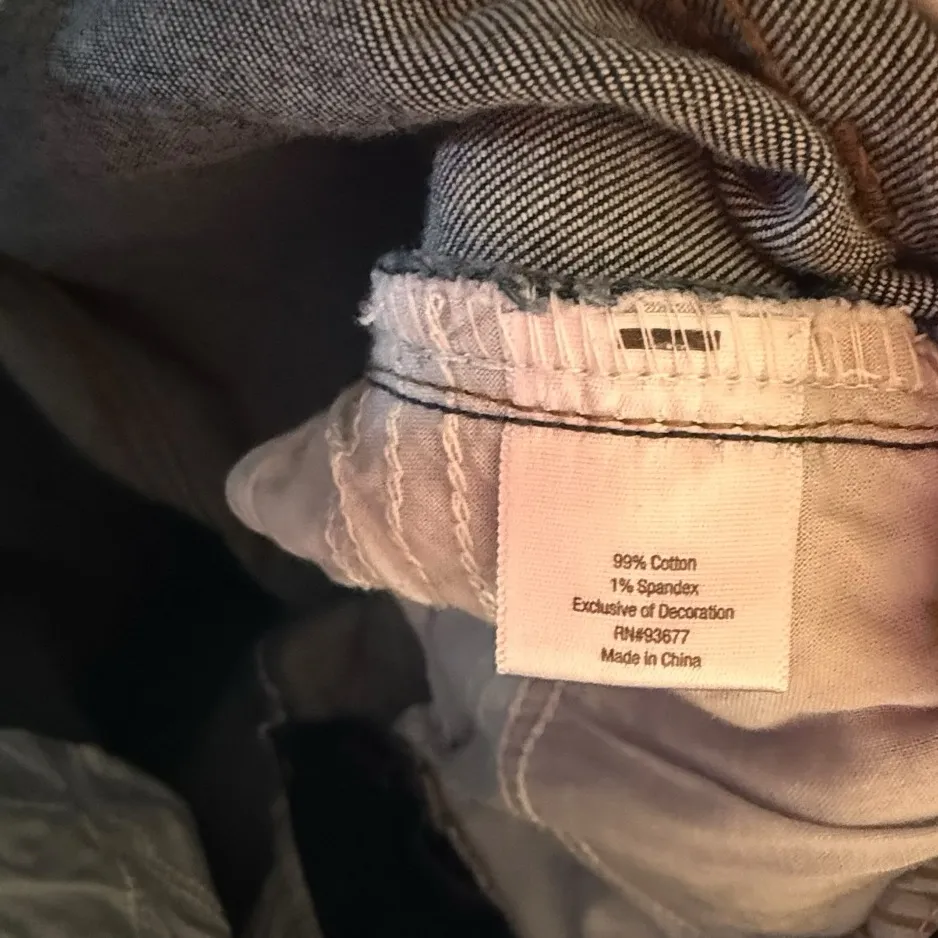 99% Cotton
1% Spandex
Exclusive of Decoration
RN#93677
Made in China